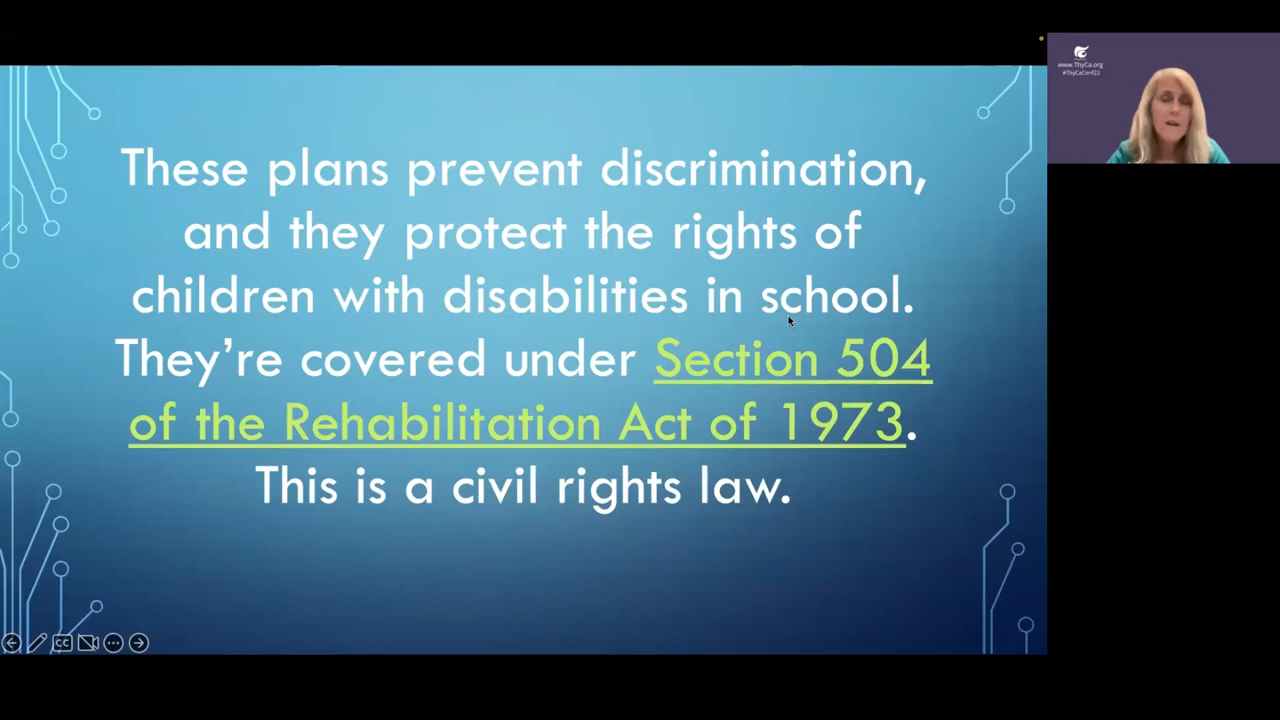 These plans prevent discrimination,
and they protect the rights of
children with disabilities in school.
They’re covered under Section 504
of the Rehabilitation Act of 1973.
This is a civil rights law.
www.ThyCa.org
#ThyCaConf22
CC